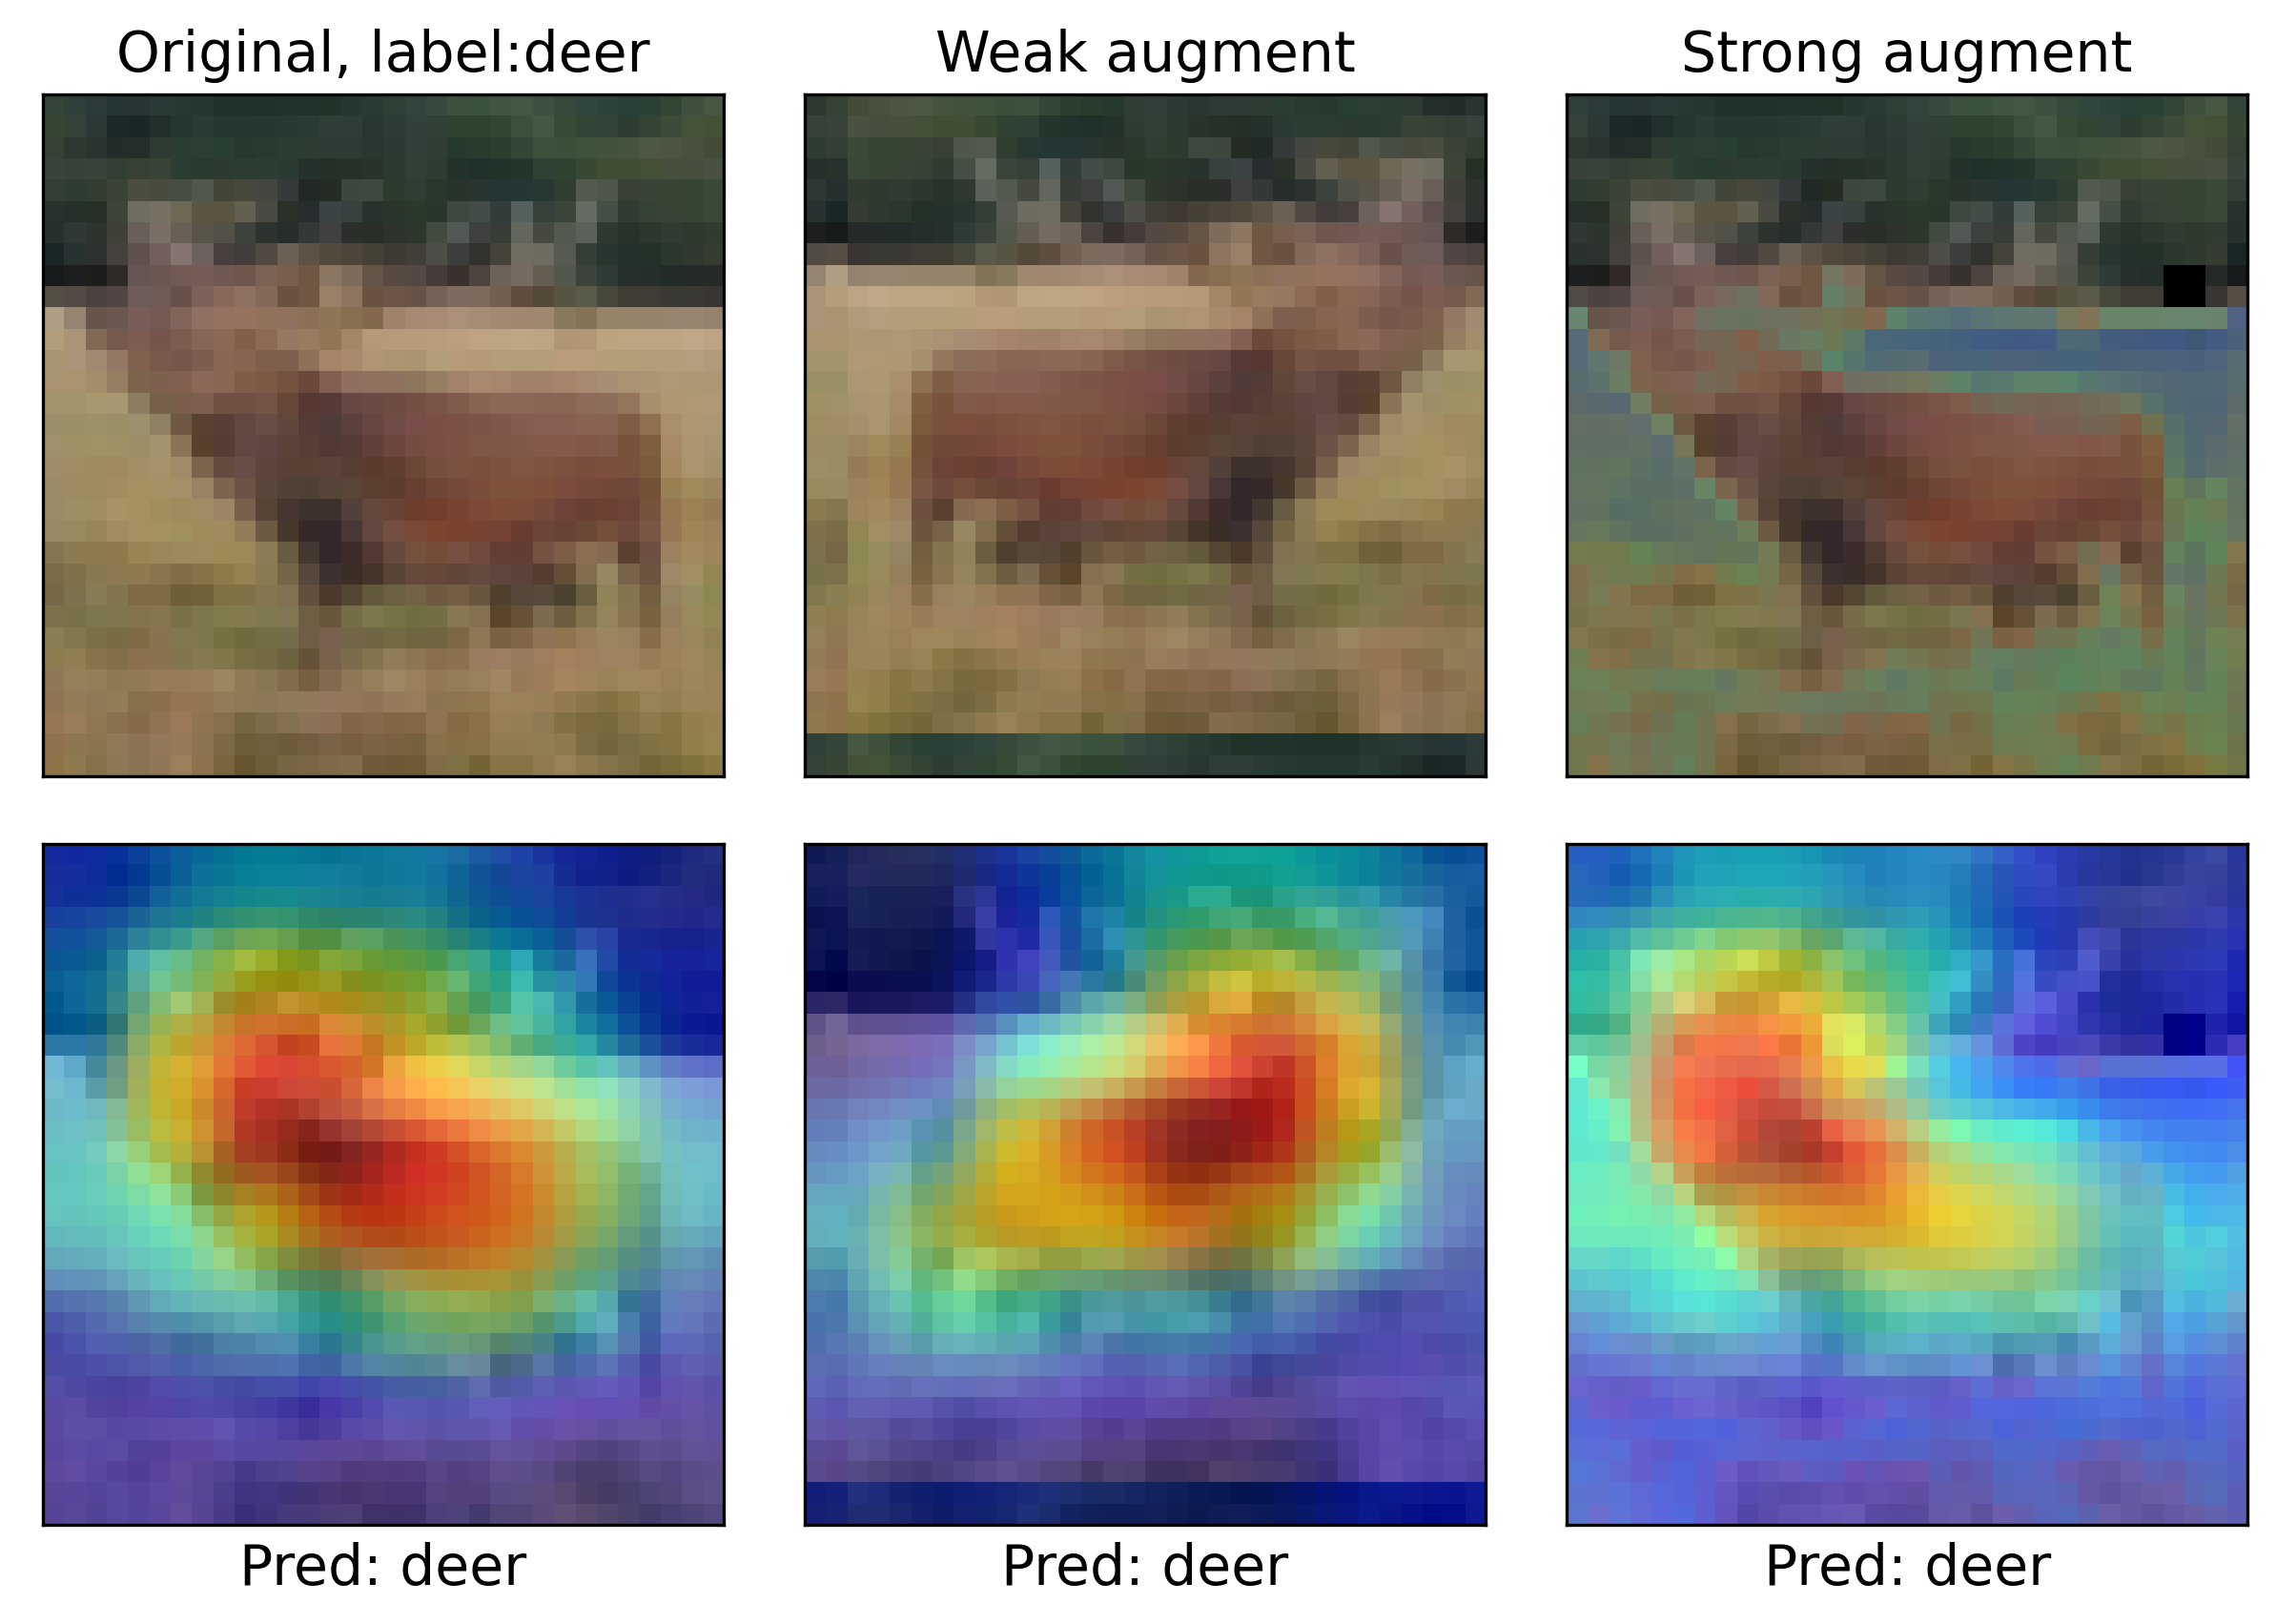 Original, label:deer
Weak augment
Strong augment
Pred: deer
Pred: deer
Pred: deer